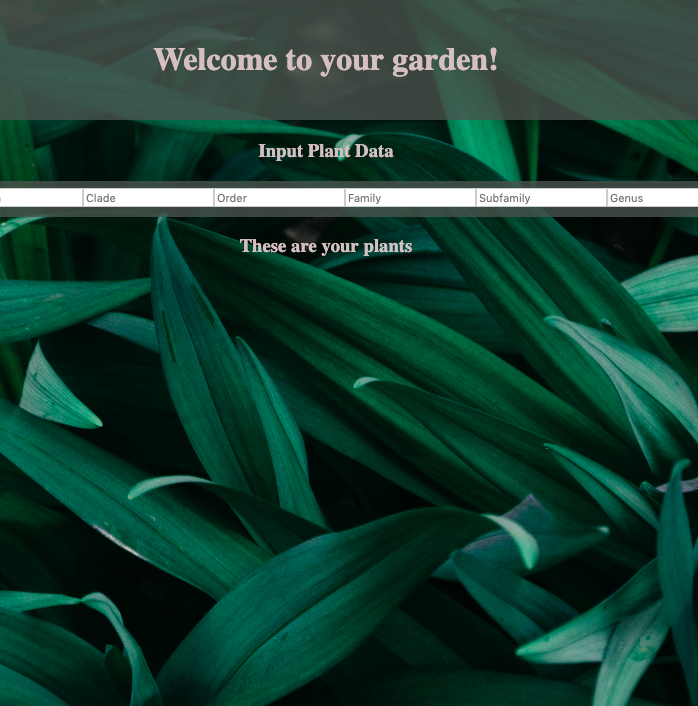 Welcome to your garden!
Input Plant Data
Clade Order Family Subfamily Genus
These are your plants